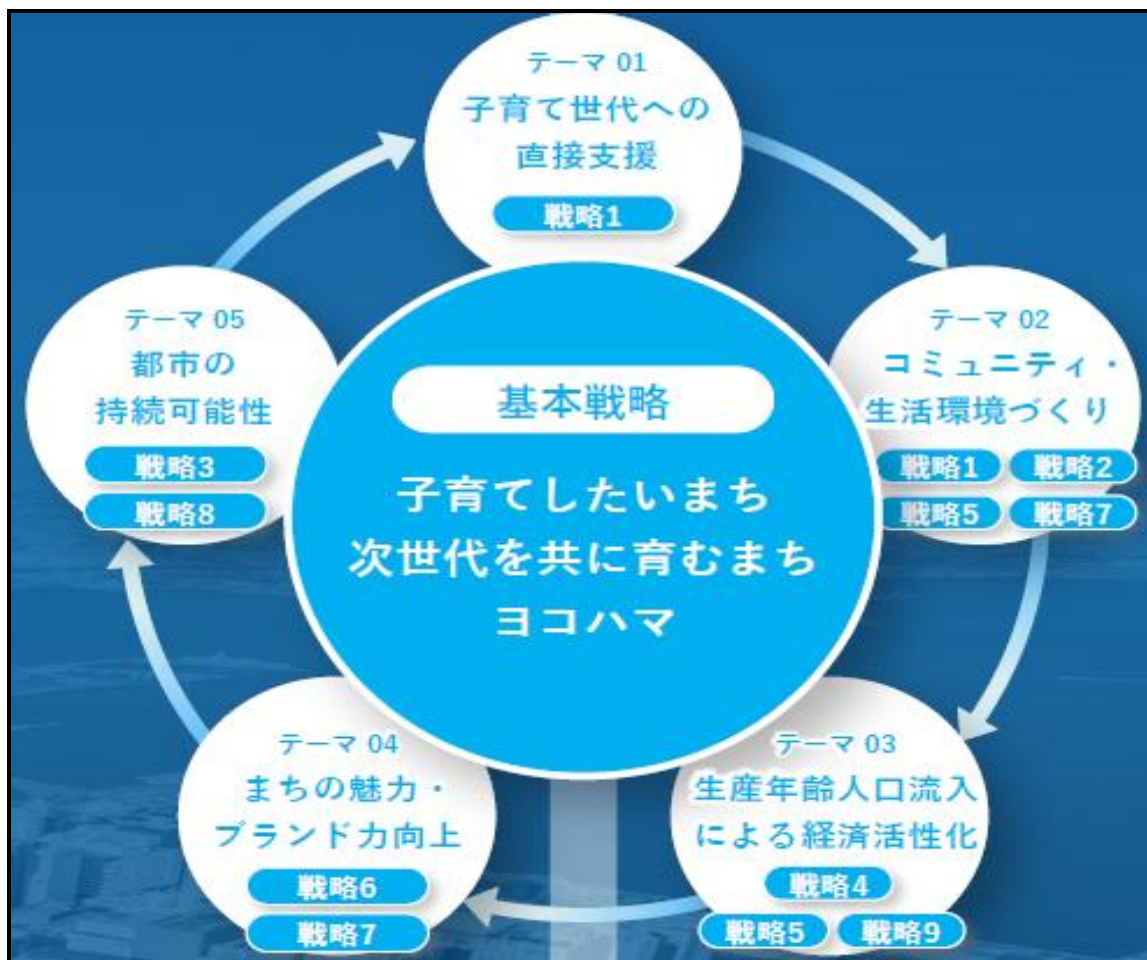 テーマ 01
子育て世代への
直接支援
戦略1
テーマ 02
コミュニティ・
生活環境づくり
戦略1 戦略2
戦略5 戦略7
テーマ 03
生産年齢人口流入
による経済活性化
戦略4
戦略5 戦略9
テーマ 04
まちの魅力・
ブランド力向上
戦略6
戦略7
テーマ 05
都市の
持続可能性
戦略3
戦略8
基本戦略
子育てしたいまち
次世代を共に育むまち
ヨコハマ